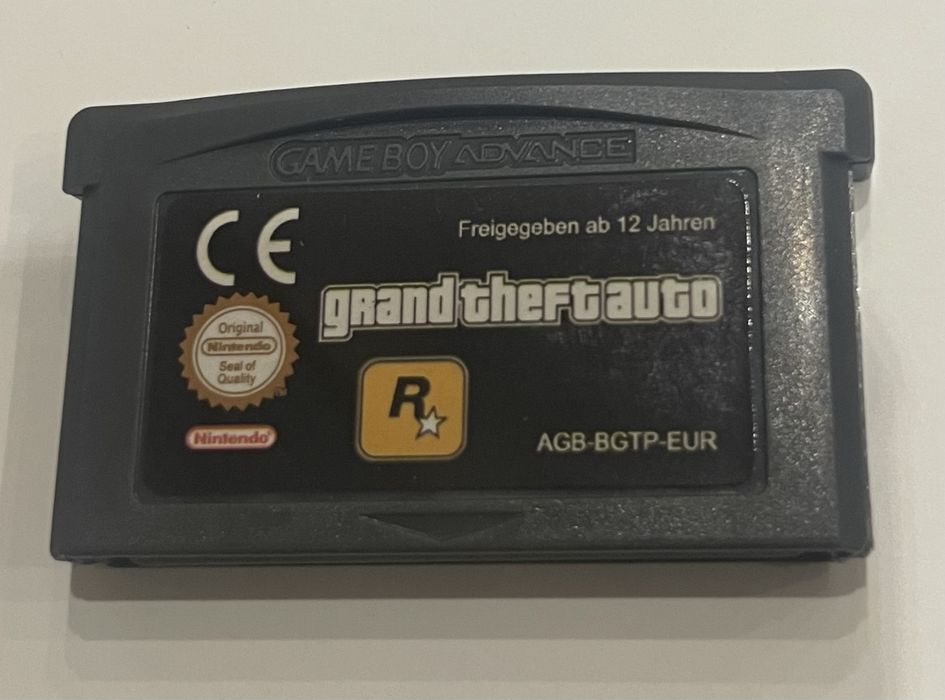 GAME BOY ADVANCE
CE
Freigegeben ab 12 Jahren
grand theft auto
Original
Nintendo
Seal of
Quality
Nintendo®
R
AGB-BGTP-EUR